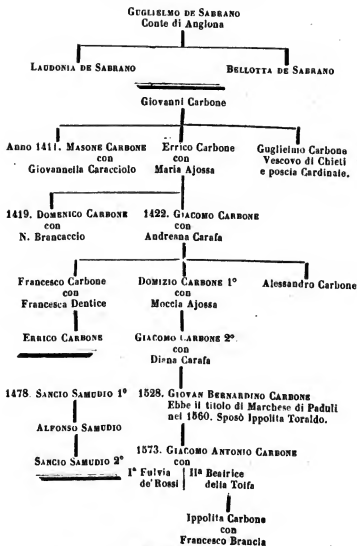 GUGLIELMO DE SABRANO
Conte di Anglona
LAUDONIA DE SABRANO
BELLOTTA DE SABRANO
Giovanni Carbone
Anno 1411. MASONE CARBONE
con
Giovannella Caracciolo
Errico Carbone
con
Maria Ajossa
Guglielmo Carbone
Vescovo di Chieti
e poscia Cardinale.
1419. DOMENICO CARBONE
con
N. Brancaccio
1422. GIACOMO CARBONE
con
Andreana Carafa
Francesco Carbone
con
Francesca Dentice
DOMIZIO CARBONE 1°
con
Moccia Ajossa
Alessandro Carbone
ERRICO CARBONE
GIACOMO CARBONE 2°
con
Diana Carafa
1478. SANCIO SAMUDIO 1°
1528. GIOVAN BERNARDINO CARBONE
Ebbe il titolo di Marchese di Paduli
nel 1560. Sposò Ippolita Toraldo.
ALFONSO SAMUDIO
1573. GIACOMO ANTONIO CARBONE
con
SANCIO SAMUDIO 2°
Iª Fulvia
de' Rossi
IIª Beatrice
della Tolfa
Ippolita Carbone
con
Francesco Brancia